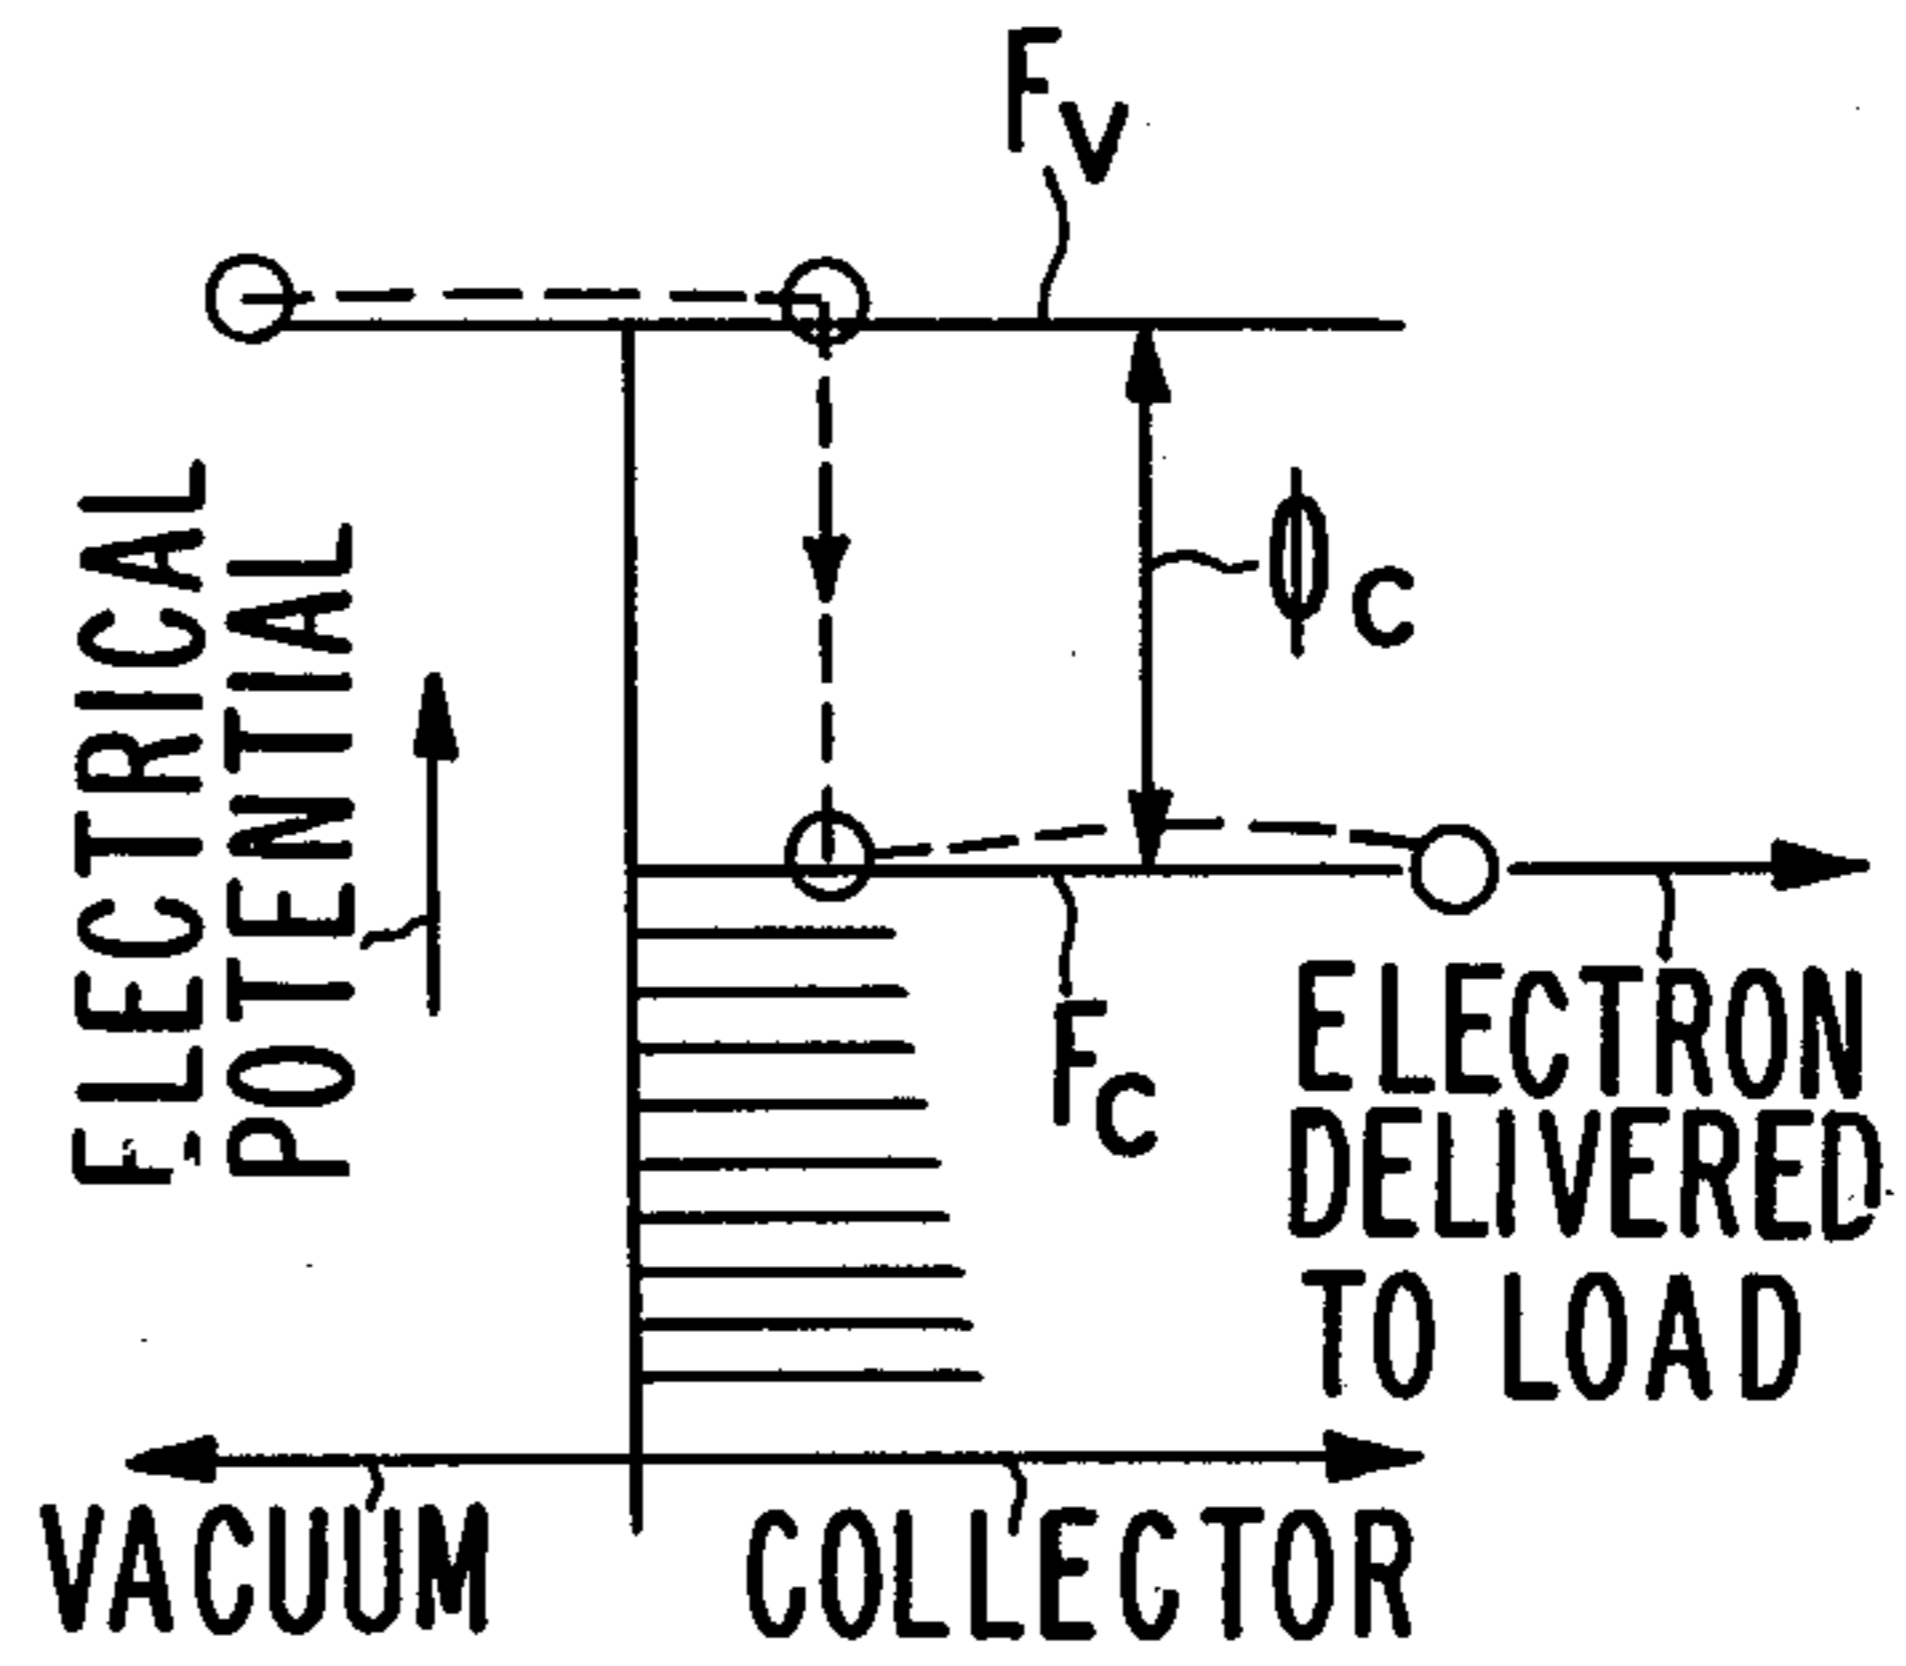 F_V
ELECTRICAL
POTENTIAL
ϕ_C
F_C
ELECTRON
DELIVERED
TO LOAD
VACUUM
COLLECTOR